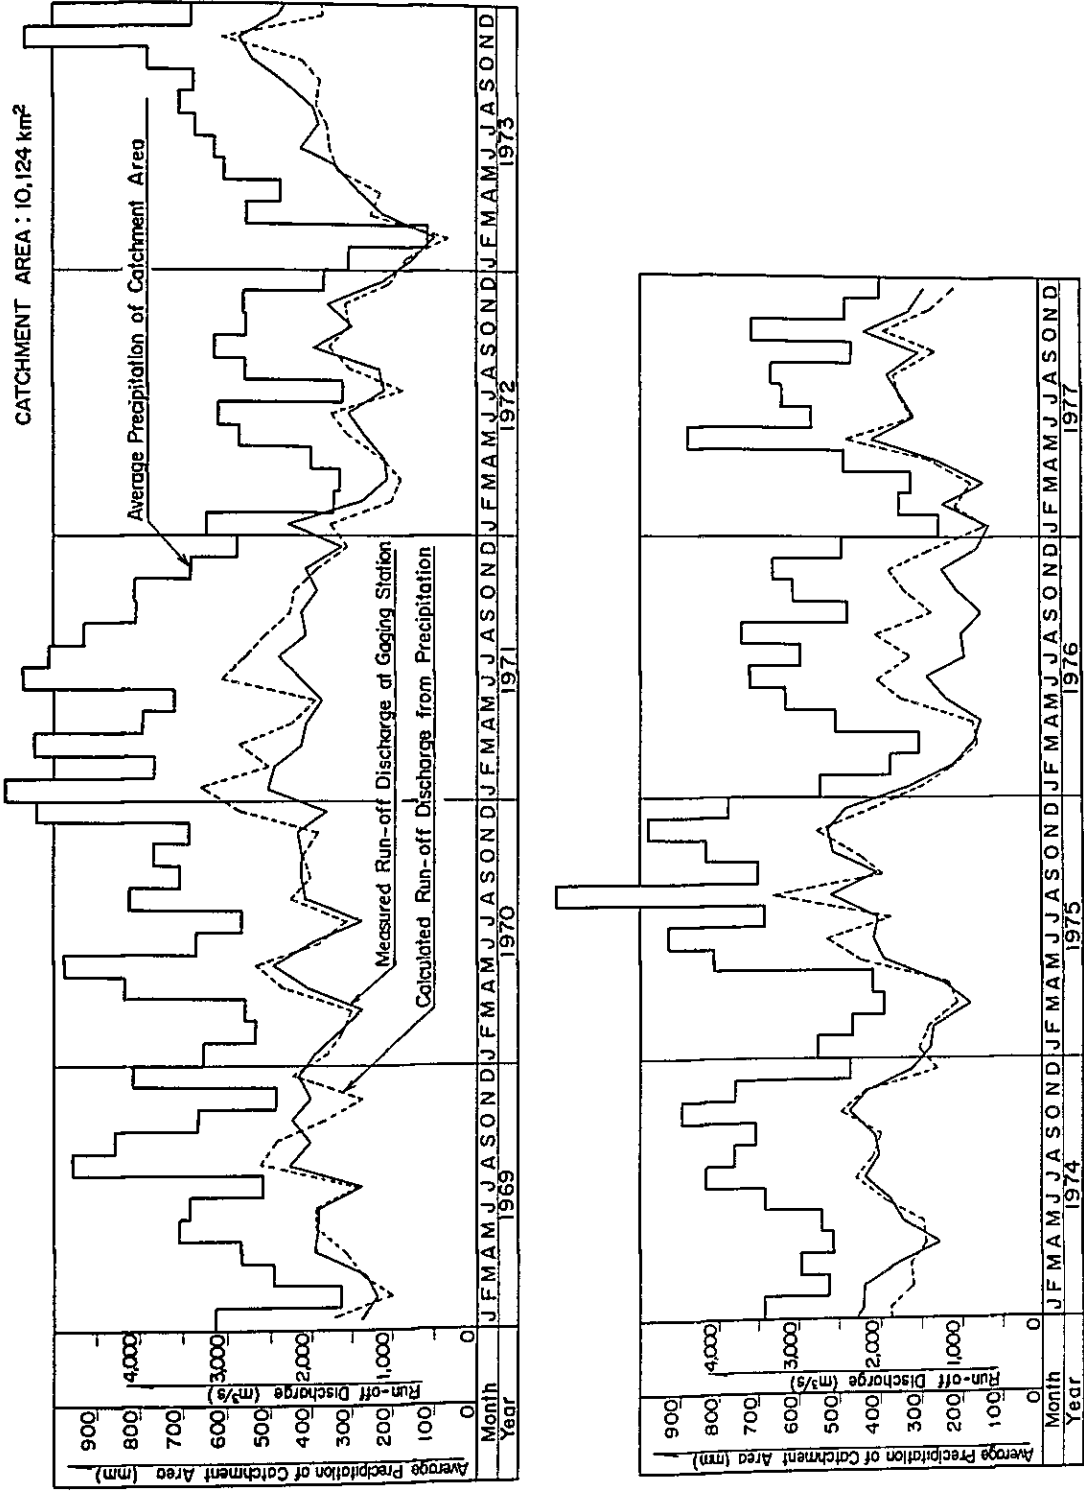 CATCHMENT AREA : 10,124 km²
Average Precipitation of Catchment Area
Measured Run-off Discharge at Gaging Station
Calculated Run-off Discharge from Precipitation
Average Precipitation of Catchment Area (mm)
900 800 700 600 500 400 300 200 100 0
Run-off Discharge (m³/s)
4,000 3,000 2,000 1,000 0
Month J F M A M J J A S O N D J F M A M J J A S O N D J F M A M J J A S O N D J F M A M J J A S O N D J F M A M J J A S O N D
Year 1969 1970 1971 1972 1973
Average Precipitation of Catchment Area (mm)
900 800 700 600 500 400 300 200 100 0
Run-off Discharge (m³/s)
4,000 3,000 2,000 1,000 0
Month J F M A M J J A S O N D J F M A M J J A S O N D J F M A M J J A S O N D J F M A M J J A S O N D
Year 1974 1975 1976 1977